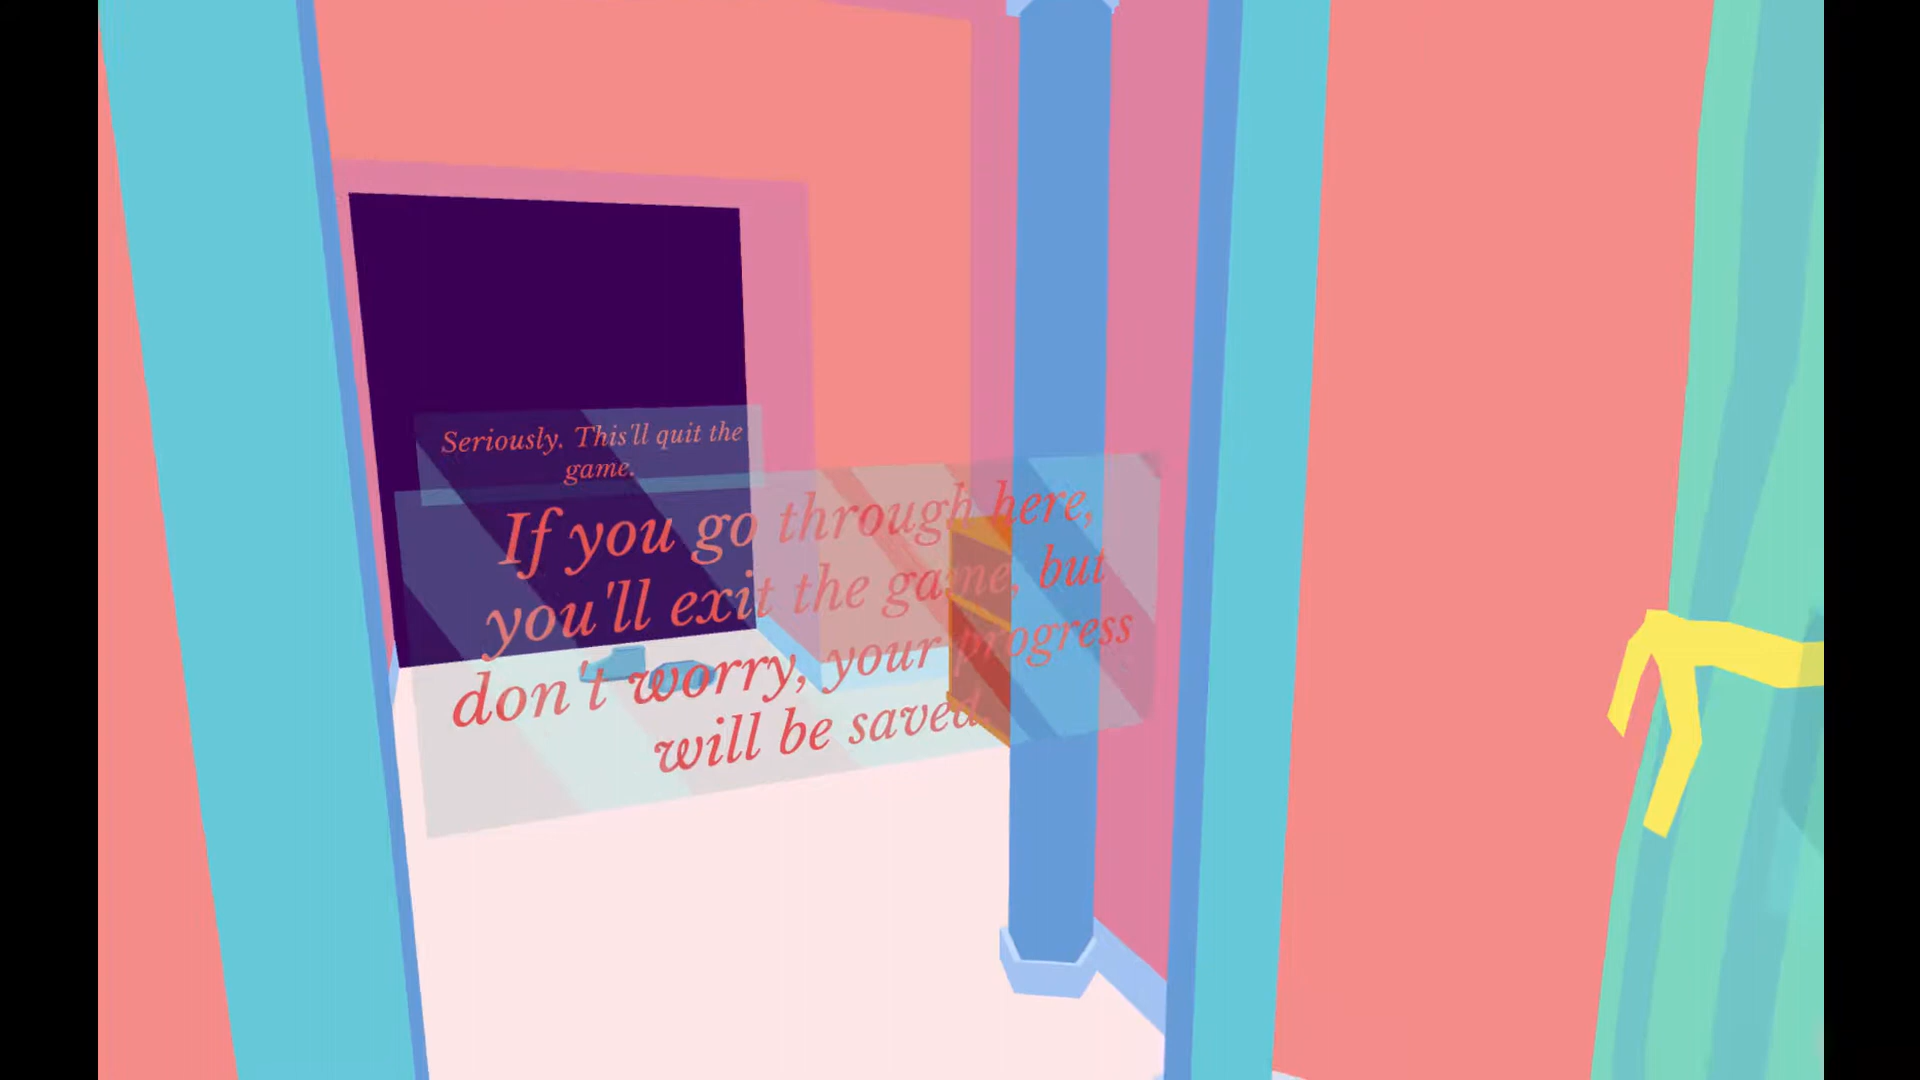 Seriously. This'll quit the
game.
If you go through here,
you'll exit the game, but
don't worry, your progress
will be saved.